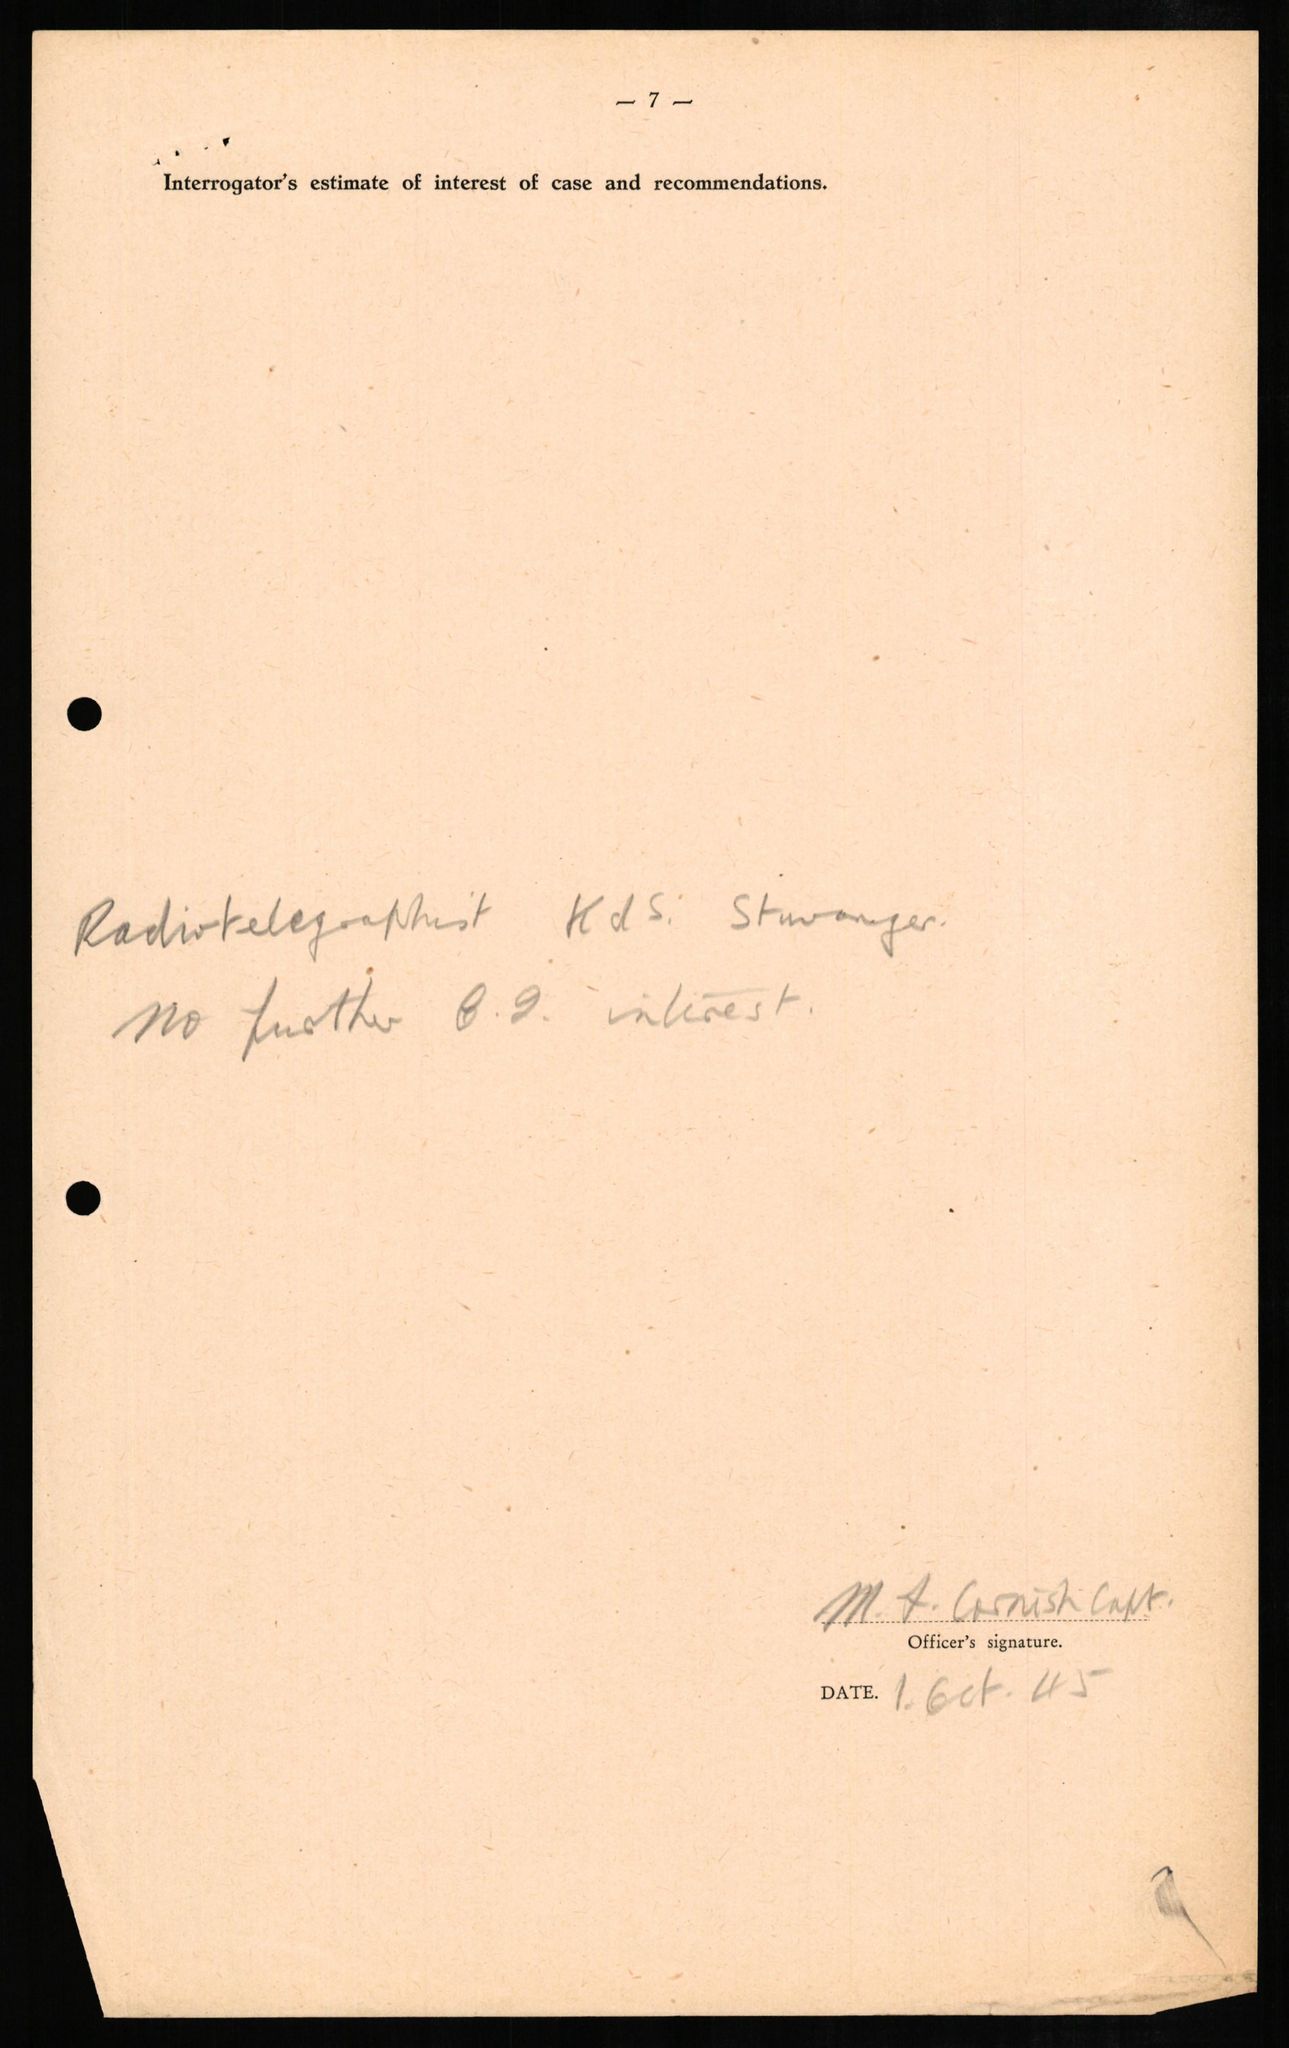 — 7 —
Interrogator's estimate of interest of case and recommendations.
Radiotelegraphist KdS. Stavanger.
No further C.I. interest.
M. A. Cornish Capt.
Officer's signature.
DATE. 1. Oct. 45